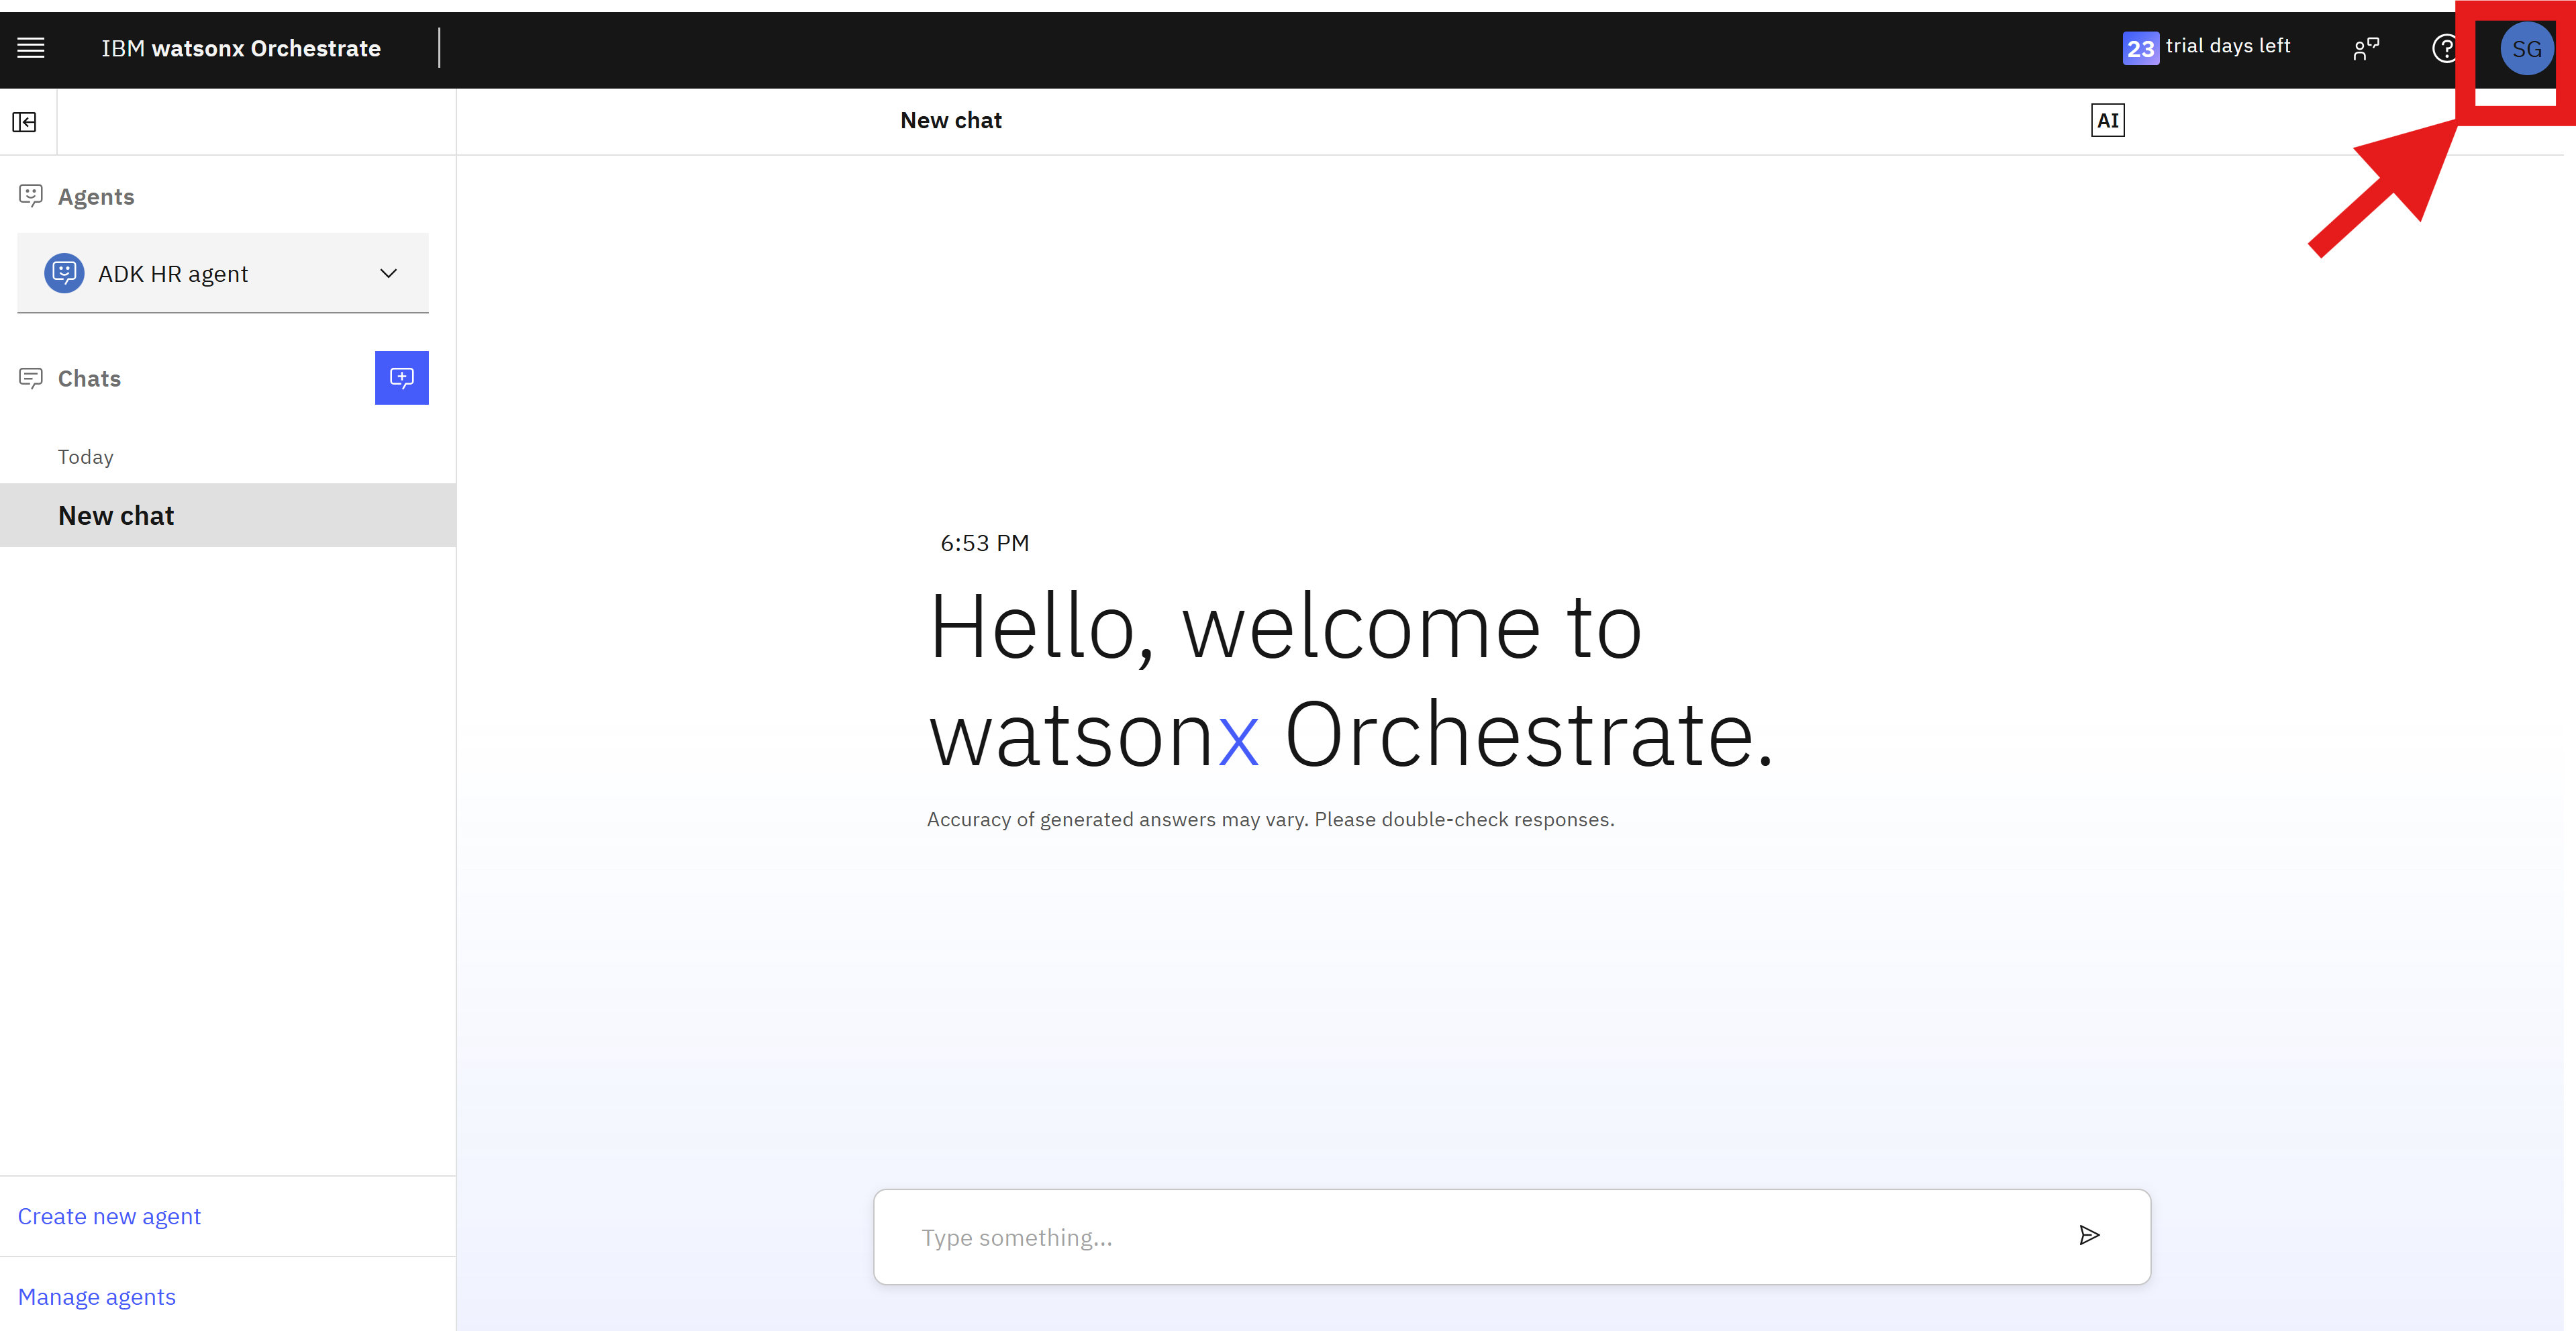 IBM watsonx Orchestrate
23 trial days left
SG
New chat
AI
Agents
ADK HR agent
Chats
Today
New chat
6:53 PM
Hello, welcome to
watsonx Orchestrate.
Accuracy of generated answers may vary. Please double-check responses.
Type something...
Create new agent
Manage agents